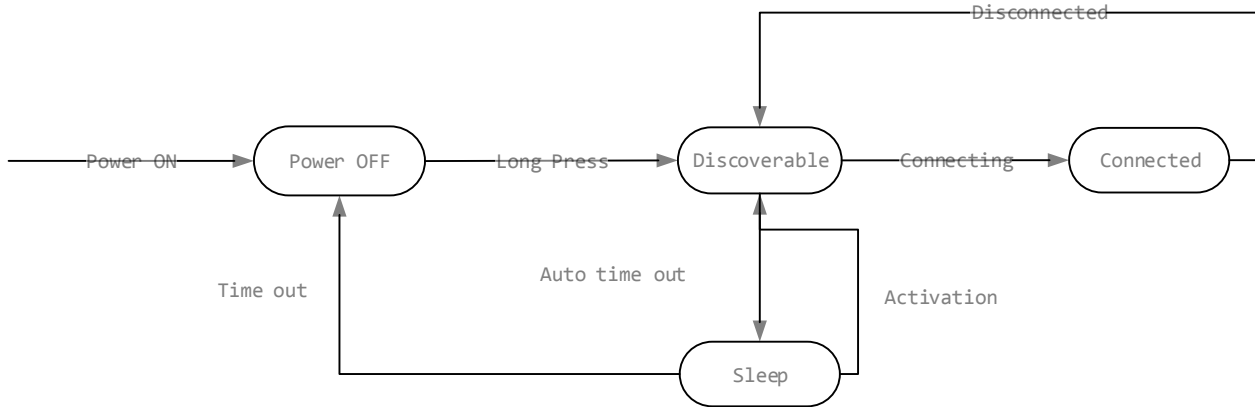 Disconnected
Power ON
Power OFF
Long Press
Discoverable
Connecting
Connected
Time out
Auto time out
Activation
Sleep